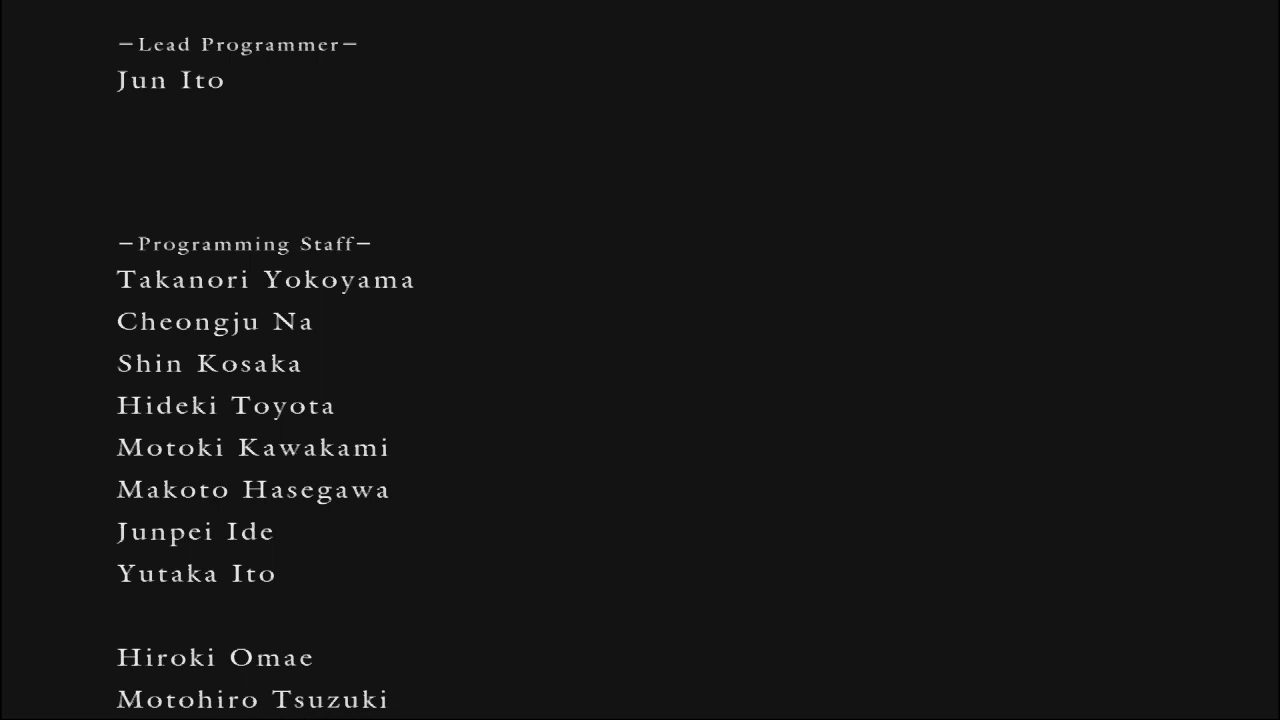 -Lead Programmer-
Jun Ito
-Programming Staff-
Takanori Yokoyama
Cheongju Na
Shin Kosaka
Hideki Toyota
Motoki Kawakami
Makoto Hasegawa
Junpei Ide
Yutaka Ito
Hiroki Omae
Motohiro Tsuzuki